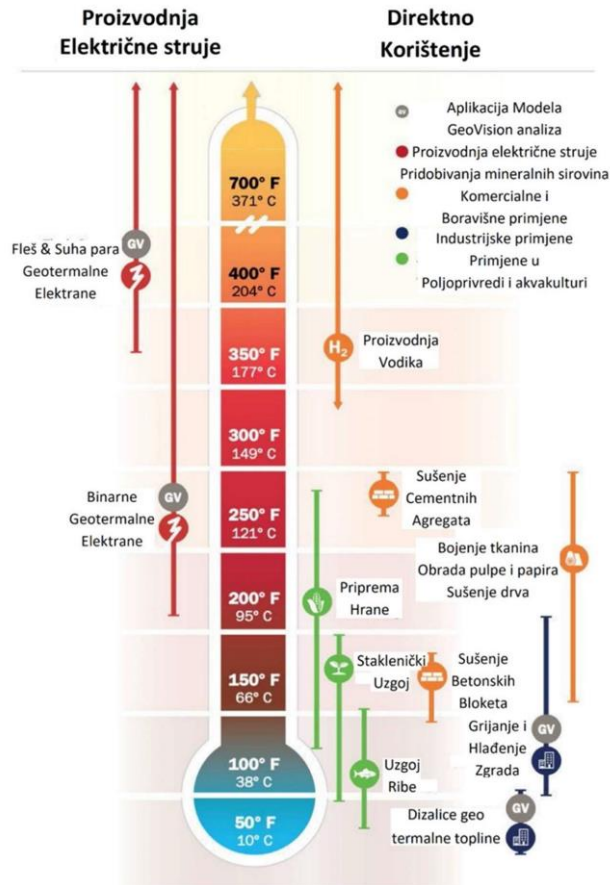 Proizvodnja
Električne struje
Direktno
Korištenje
GV
Aplikacija Modela
GeoVision analiza
Proizvodnja električne struje
Pridobivanja mineralnih sirovina
Komercialne i
Boravišne primjene
Industrijske primjene
Primjene u
Poljoprivredi i akvakulturi
700° F
371° C
GV
Fleš & Suha para
Geotermalne
Elektrane
400° F
204° C
350° F
177° C
H₂
Proizvodnja
Vodika
300° F
149° C
Binarne
Geotermalne
Elektrane
GV
250° F
121° C
Sušenje
Cementnih
Agregata
Bojenje tkanina
Obrada pulpe i papira
Sušenje drva
200° F
95° C
Priprema
Hrane
150° F
66° C
Staklenički
Uzgoj
Sušenje
Betonskih
Bloketa
Grijanje i
Hlađenje
Zgrada
GV
100° F
38° C
Uzgoj
Ribe
50° F
10° C
Dizalice geo
termalne topline
GV